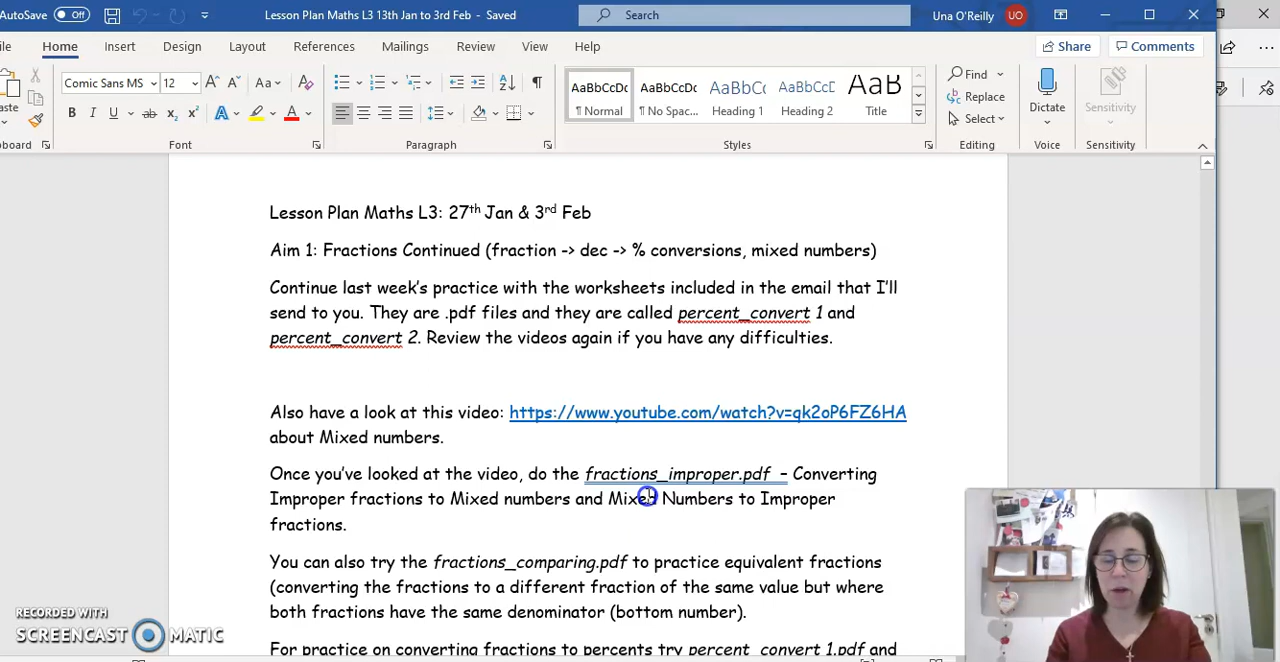 AutoSave Off Lesson Plan Maths L3 13th Jan to 3rd Feb - Saved Search Una O'Reilly UO
Home Insert Design Layout References Mailings Review View Help Share Comments
Comic Sans MS 12 Aa AaBbCcDc AaBbCcDc AaBbCc AaBbCcD AaB Find
Normal No Spac... Heading 1 Heading 2 Title Replace Dictate Sensitivity
B I U ab x₂ x² A A Select
Font Paragraph Styles Editing Voice Sensitivity
Lesson Plan Maths L3: 27th Jan & 3rd Feb
Aim 1: Fractions Continued (fraction -> dec -> % conversions, mixed numbers)
Continue last week's practice with the worksheets included in the email that I'll
send to you. They are .pdf files and they are called percent_convert 1 and
percent_convert 2. Review the videos again if you have any difficulties.
Also have a look at this video: https://www.youtube.com/watch?v=qk2oP6FZ6HA
about Mixed numbers.
Once you've looked at the video, do the fractions_improper.pdf – Converting
Improper fractions to Mixed numbers and Mixed Numbers to Improper
fractions.
You can also try the fractions_comparing.pdf to practice equivalent fractions
(converting the fractions to a different fraction of the same value but where
both fractions have the same denominator (bottom number).
For practice on converting fractions to percents try percent_convert 1.pdf and
RECORDED WITH
SCREENCAST MATIC